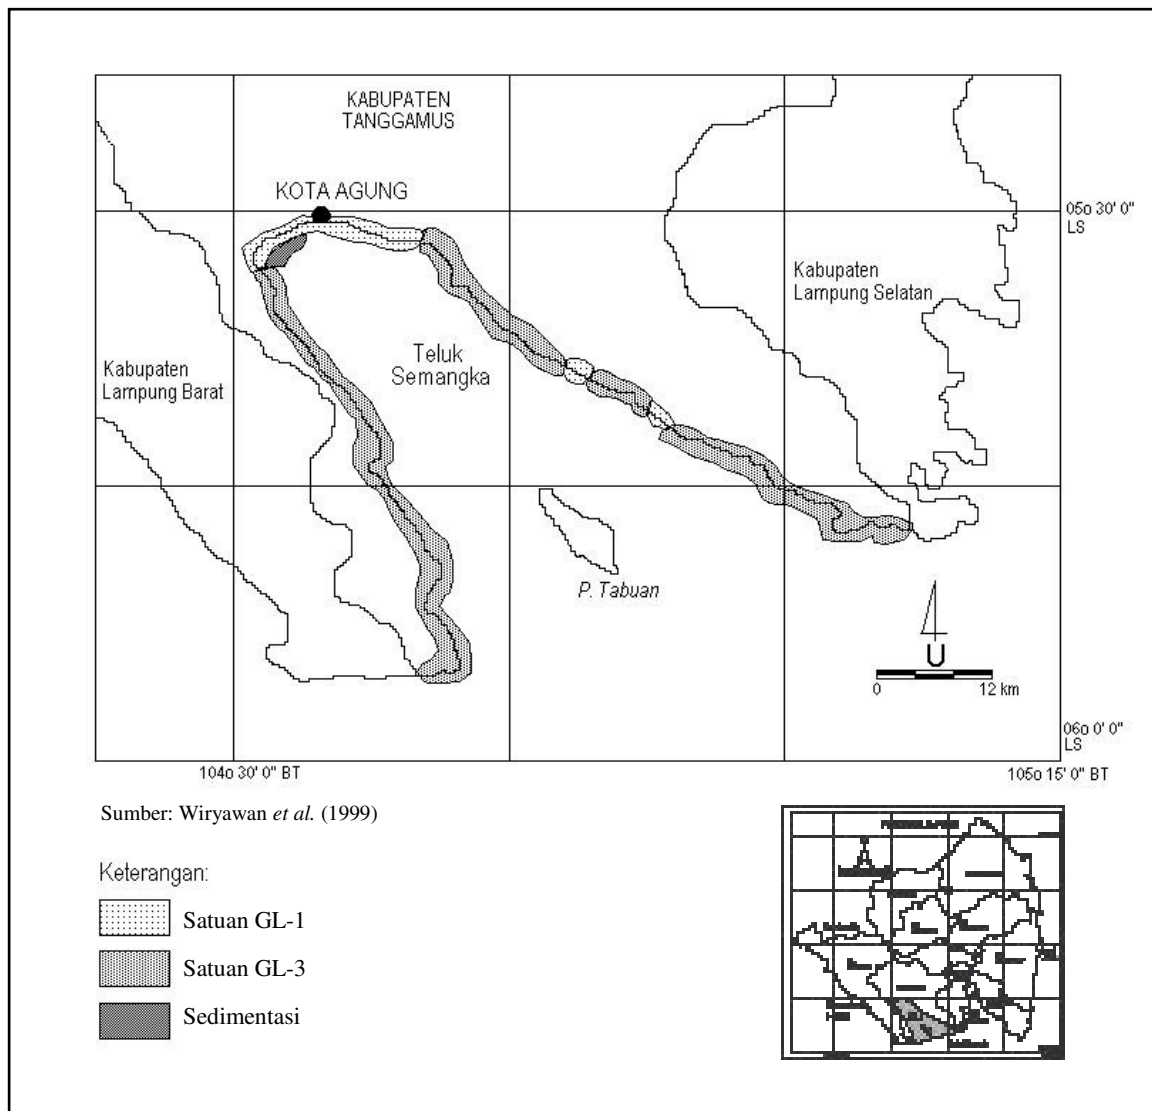 KABUPATEN
TANGGAMUS
KOTA AGUNG
05o 30' 0"
LS
Kabupaten
Lampung Selatan
Teluk
Semangka
Kabupaten
Lampung Barat
P. Tabuan
U
0 12 km
06o 0' 0"
LS
104o 30' 0" BT
105o 15' 0" BT
Sumber: Wiryawan et al. (1999)
Keterangan:
Satuan GL-1
Satuan GL-3
Sedimentasi